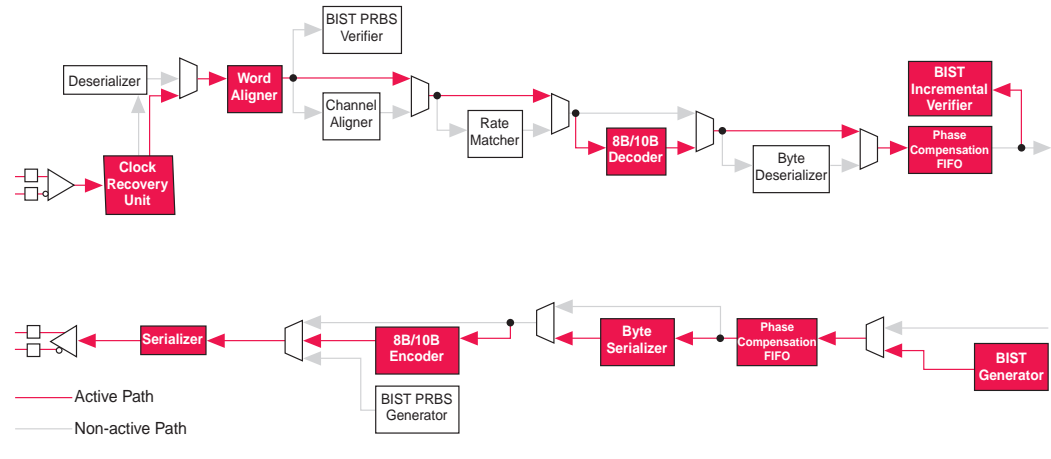 BIST PRBS
Verifier
Deserializer
Word
Aligner
Channel
Aligner
Rate
Matcher
8B/10B
Decoder
Byte
Deserializer
BIST
Incremental
Verifier
Phase
Compensation
FIFO
Clock
Recovery
Unit
Serializer
8B/10B
Encoder
BIST PRBS
Generator
Byte
Serializer
Phase
Compensation
FIFO
BIST
Generator
Active Path
Non-active Path